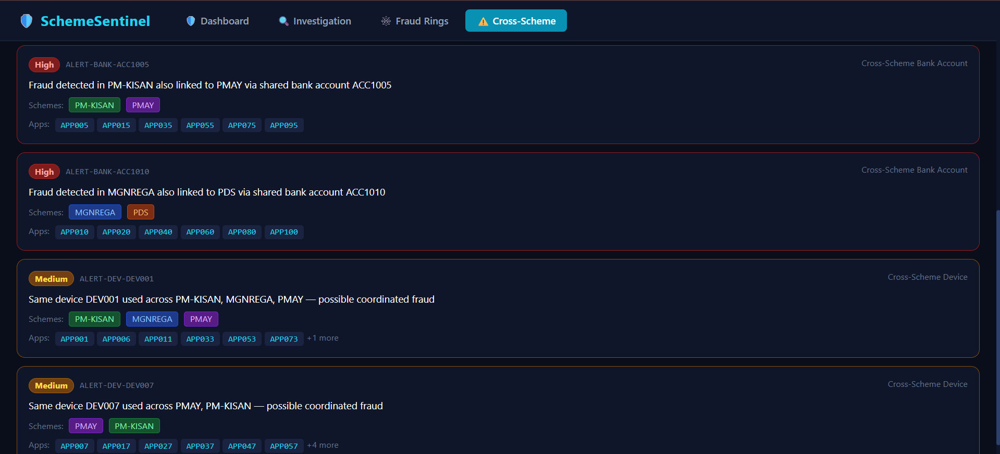 SchemeSentinel Dashboard Investigation Fraud Rings Cross-Scheme
High ALERT-BANK-ACC1005 Cross-Scheme Bank Account
Fraud detected in PM-KISAN also linked to PMAY via shared bank account ACC1005
Schemes: PM-KISAN PMAY
Apps: APP005 APP015 APP035 APP055 APP075 APP095
High ALERT-BANK-ACC1010 Cross-Scheme Bank Account
Fraud detected in MGNREGA also linked to PDS via shared bank account ACC1010
Schemes: MGNREGA PDS
Apps: APP010 APP020 APP040 APP060 APP080 APP100
Medium ALERT-DEV-DEV001 Cross-Scheme Device
Same device DEV001 used across PM-KISAN, MGNREGA, PMAY — possible coordinated fraud
Schemes: PM-KISAN MGNREGA PMAY
Apps: APP001 APP006 APP011 APP033 APP053 APP073 +1 more
Medium ALERT-DEV-DEV007 Cross-Scheme Device
Same device DEV007 used across PMAY, PM-KISAN — possible coordinated fraud
Schemes: PMAY PM-KISAN
Apps: APP007 APP017 APP027 APP037 APP047 APP057 +4 more